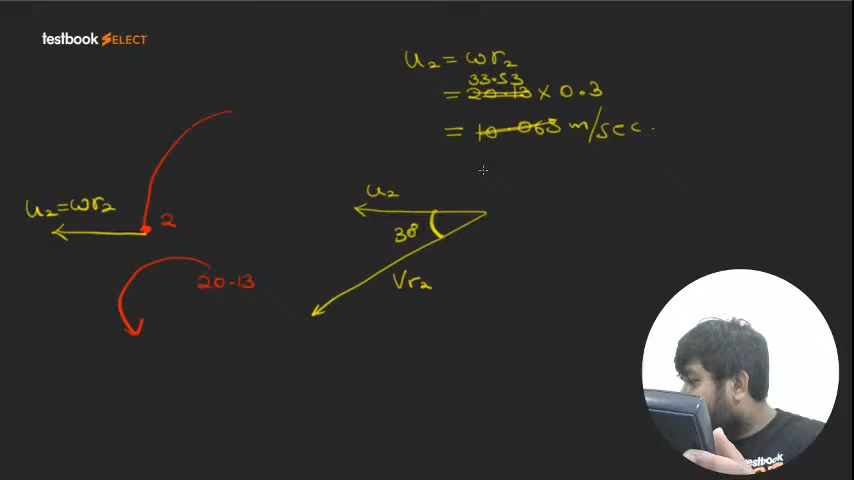 testbook SELECT
u₂ = ωr₂
33.53
= 20.13 × 0.3
= 10.065 m/sec.
u₂
u₂=ωr₂
2
30°
Vr₂
20.13
testbook